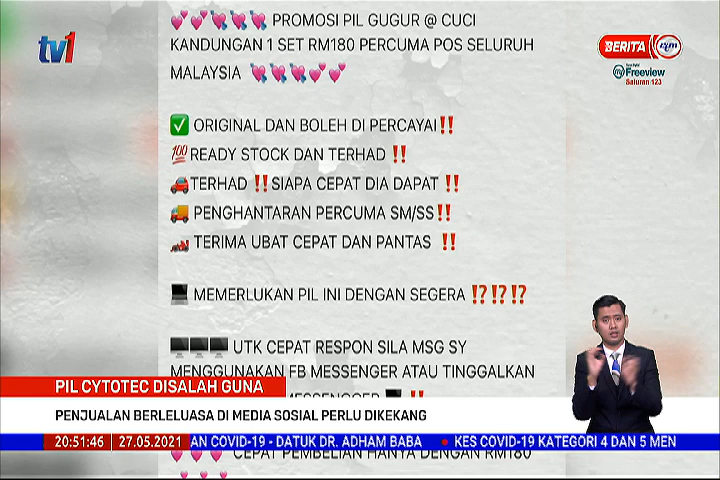 tv1
BERITA rtm
myFreeview
Saluran 123
PROMOSI PIL GUGUR @ CUCI
KANDUNGAN 1 SET RM180 PERCUMA POS SELURUH
MALAYSIA
ORIGINAL DAN BOLEH DI PERCAYAI‼
💯READY STOCK DAN TERHAD ‼
TERHAD ‼SIAPA CEPAT DIA DAPAT ‼
PENGHANTARAN PERCUMA SM/SS‼
TERIMA UBAT CEPAT DAN PANTAS ‼
MEMERLUKAN PIL INI DENGAN SEGERA ⁉⁉⁉
UTK CEPAT RESPON SILA MSG SY
MENGGUNAKAN FB MESSENGER ATAU TINGGALKAN
PIL CYTOTEC DISALAH GUNA
PENJUALAN BERLELUASA DI MEDIA SOSIAL PERLU DIKEKANG
20:51:46 27.05.2021 AN COVID-19 - DATUK DR. ADHAM BABA • KES COVID-19 KATEGORI 4 DAN 5 MEN
CEPAT PEMBELIAN HANYA DENGAN RM180